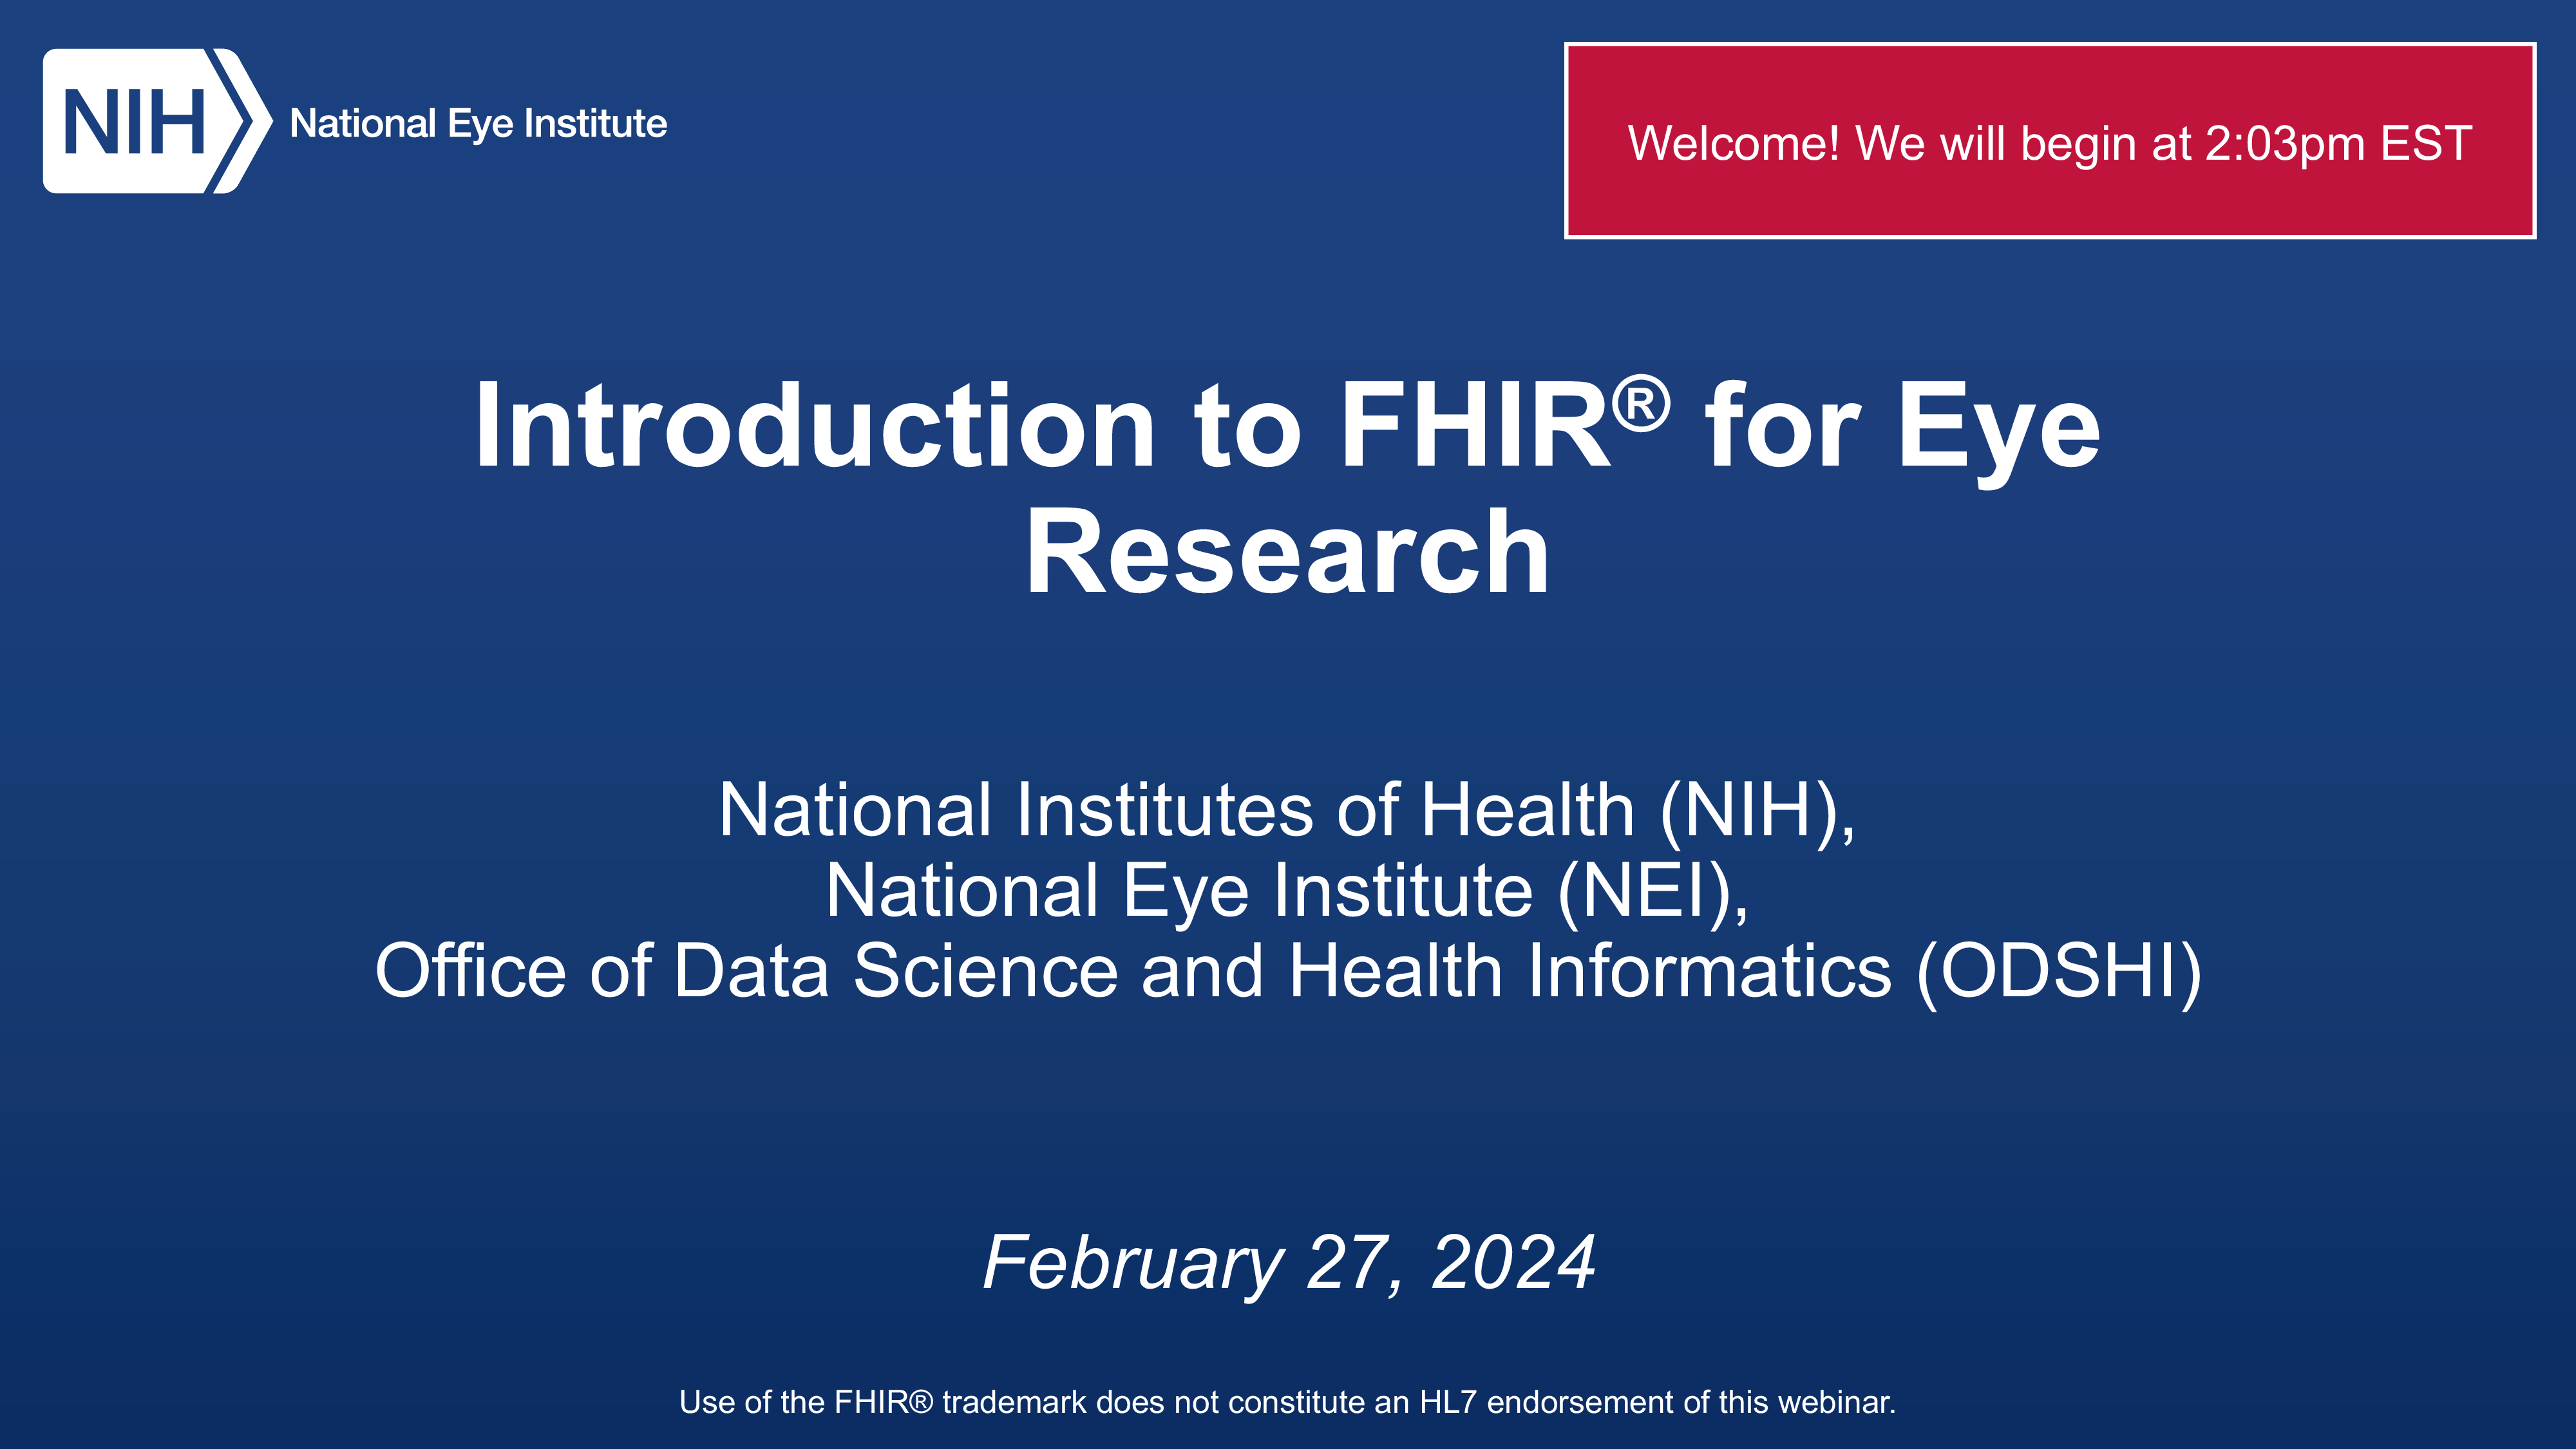 NIH
National Eye Institute
Welcome! We will begin at 2:03pm EST
Introduction to FHIR® for Eye
Research
National Institutes of Health (NIH),
National Eye Institute (NEI),
Office of Data Science and Health Informatics (ODSHI)
February 27, 2024
Use of the FHIR® trademark does not constitute an HL7 endorsement of this webinar.